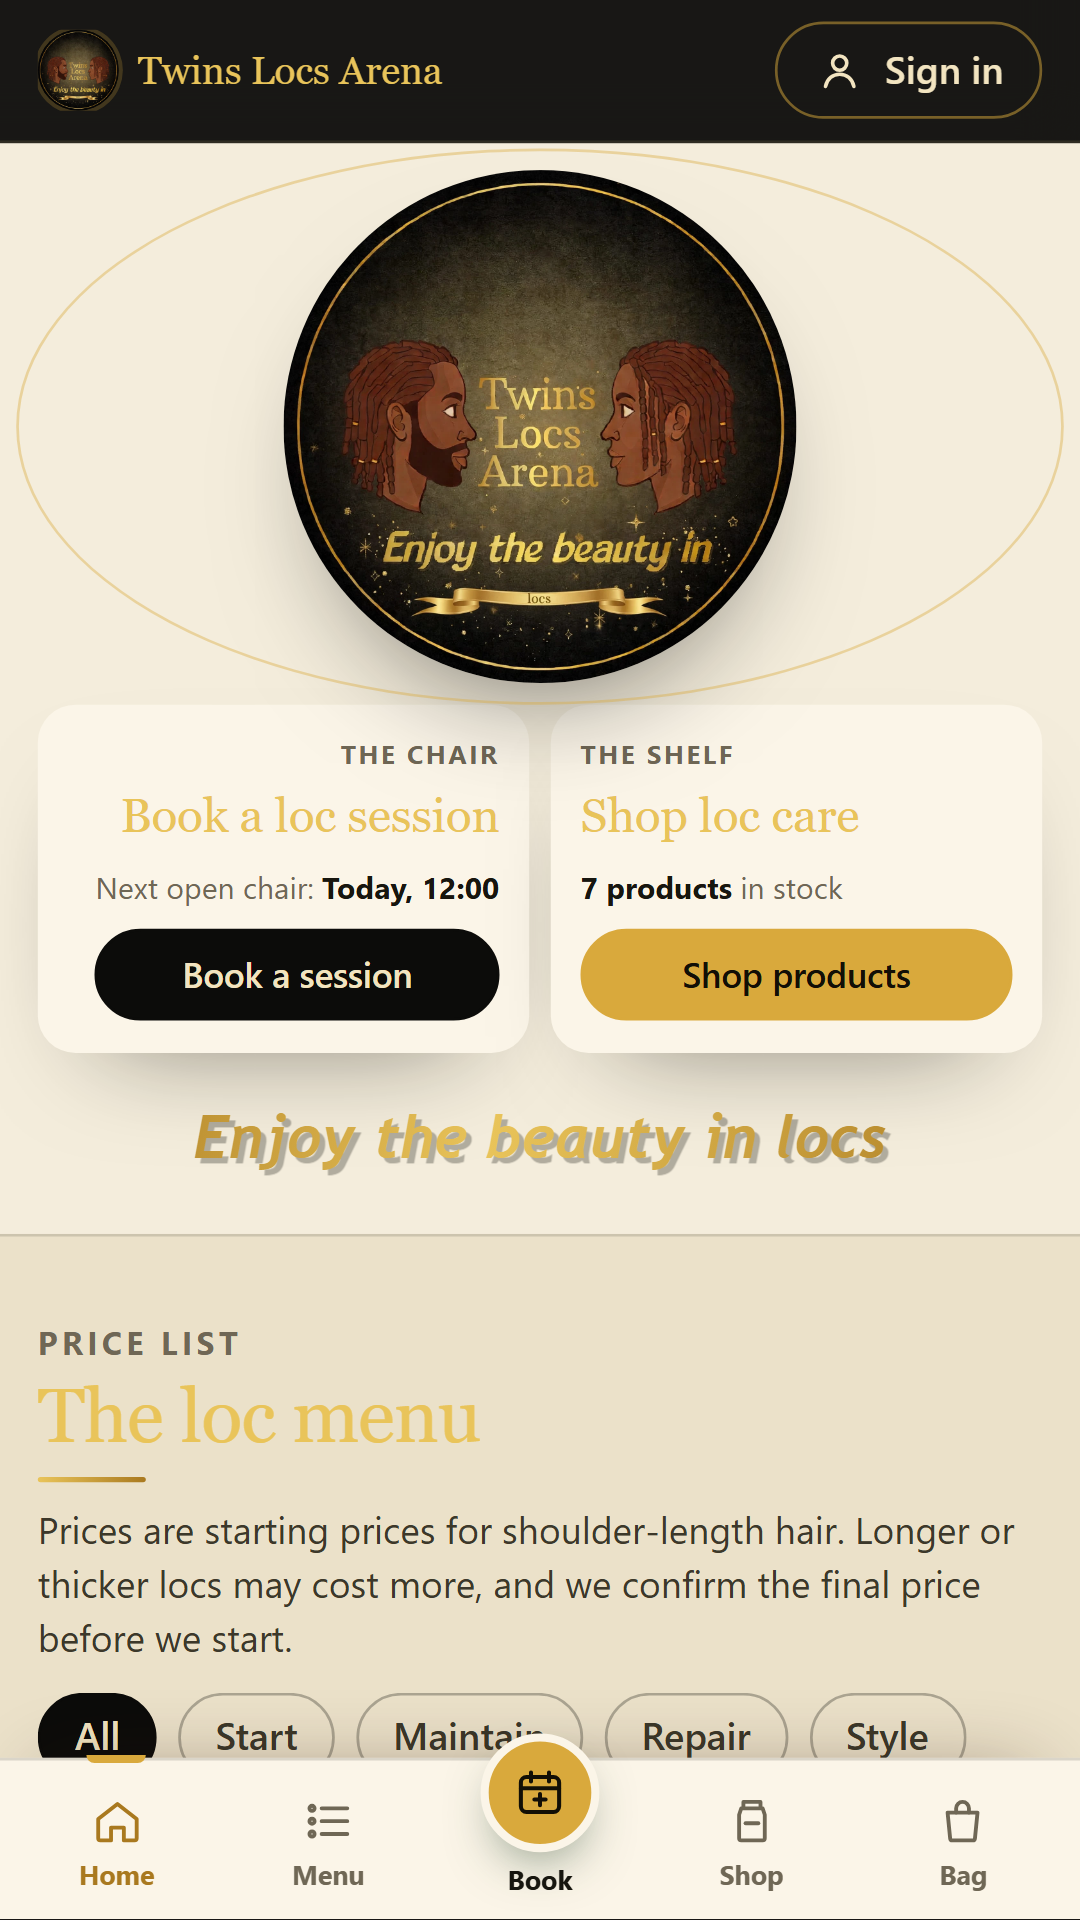 Twins Locs Arena
Sign in
Twins
Locs
Arena
Enjoy the beauty in
locs
THE CHAIR
Book a loc session
Next open chair: Today, 12:00
Book a session
THE SHELF
Shop loc care
7 products in stock
Shop products
Enjoy the beauty in locs
PRICE LIST
The loc menu
Prices are starting prices for shoulder-length hair. Longer or
thicker locs may cost more, and we confirm the final price
before we start.
All Start Maintain Repair Style
Home Menu Book Shop Bag